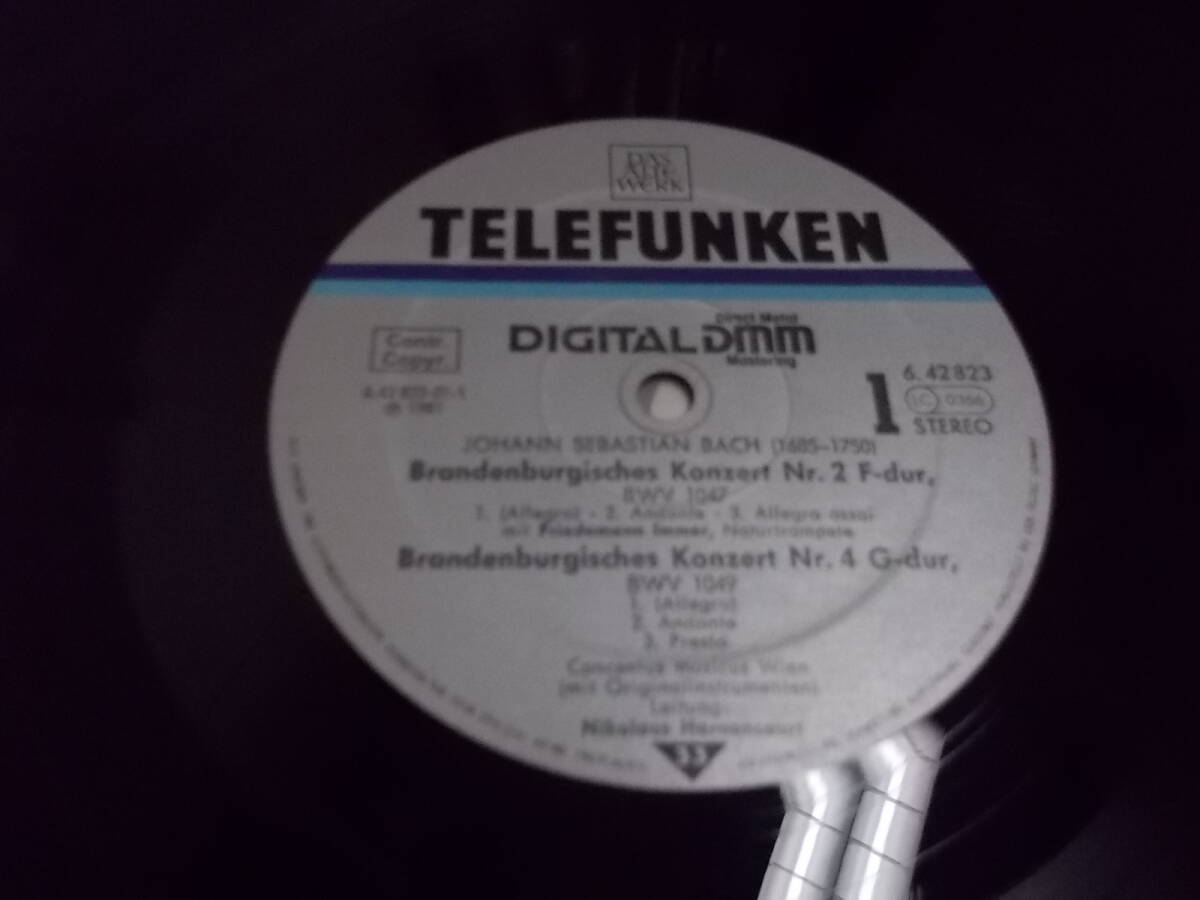 DAS
ALTE
WERK
TELEFUNKEN
Direct Metal
DIGITAL DMM
Mastering
Contr.
Copyr.
1
6.42823
LC 0366
STEREO
JOHANN SEBASTIAN BACH (1685–1750)
Brandenburgisches Konzert Nr. 2 F-dur,
BWV 1047
1. (Allegro) - 2. Andante - 3. Allegro assai
mit Friedemann Immer, Naturtrompete
Brandenburgisches Konzert Nr. 4 G-dur,
BWV 1049
1. (Allegro)
2. Andante
3. Presto
Concentus Musicus Wien
(mit Originalinstrumenten)
Leitung:
Nikolaus Harnoncourt
33